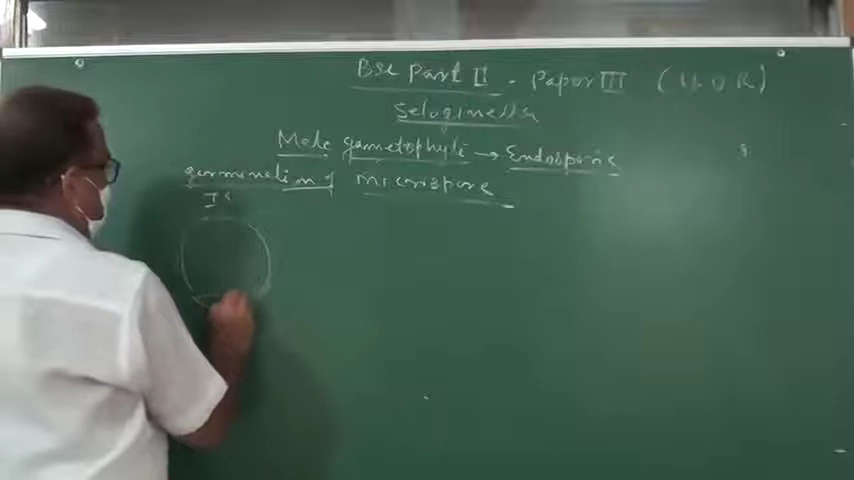 BSc Part II - Paper III (U.O.R)
Selaginella
Male gametophyte → Endosporic
germination of microspore